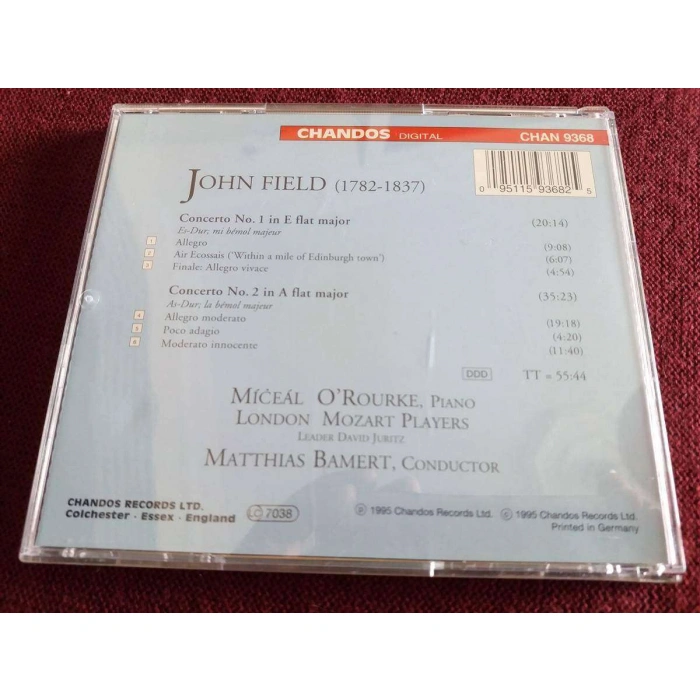 CHANDOS DIGITAL CHAN 9368
0 95115 93682 5
JOHN FIELD (1782-1837)
Concerto No. 1 in E flat major (20:14)
Es-Dur; mi bémol majeur
1 Allegro (9:08)
2 Air Ecossais ('Within a mile of Edinburgh town') (6:07)
3 Finale: Allegro vivace (4:54)
Concerto No. 2 in A flat major (35:23)
As-Dur; la bémol majeur
4 Allegro moderato (19:18)
5 Poco adagio (4:20)
6 Moderato innocente (11:40)
DDD TT = 55:44
MÍČEÁL O'ROURKE, PIANO
LONDON MOZART PLAYERS
LEADER DAVID JURITZ
MATTHIAS BAMERT, CONDUCTOR
CHANDOS RECORDS LTD.
Colchester · Essex · England
LC 7038
℗ 1995 Chandos Records Ltd. © 1995 Chandos Records Ltd.
Printed in Germany